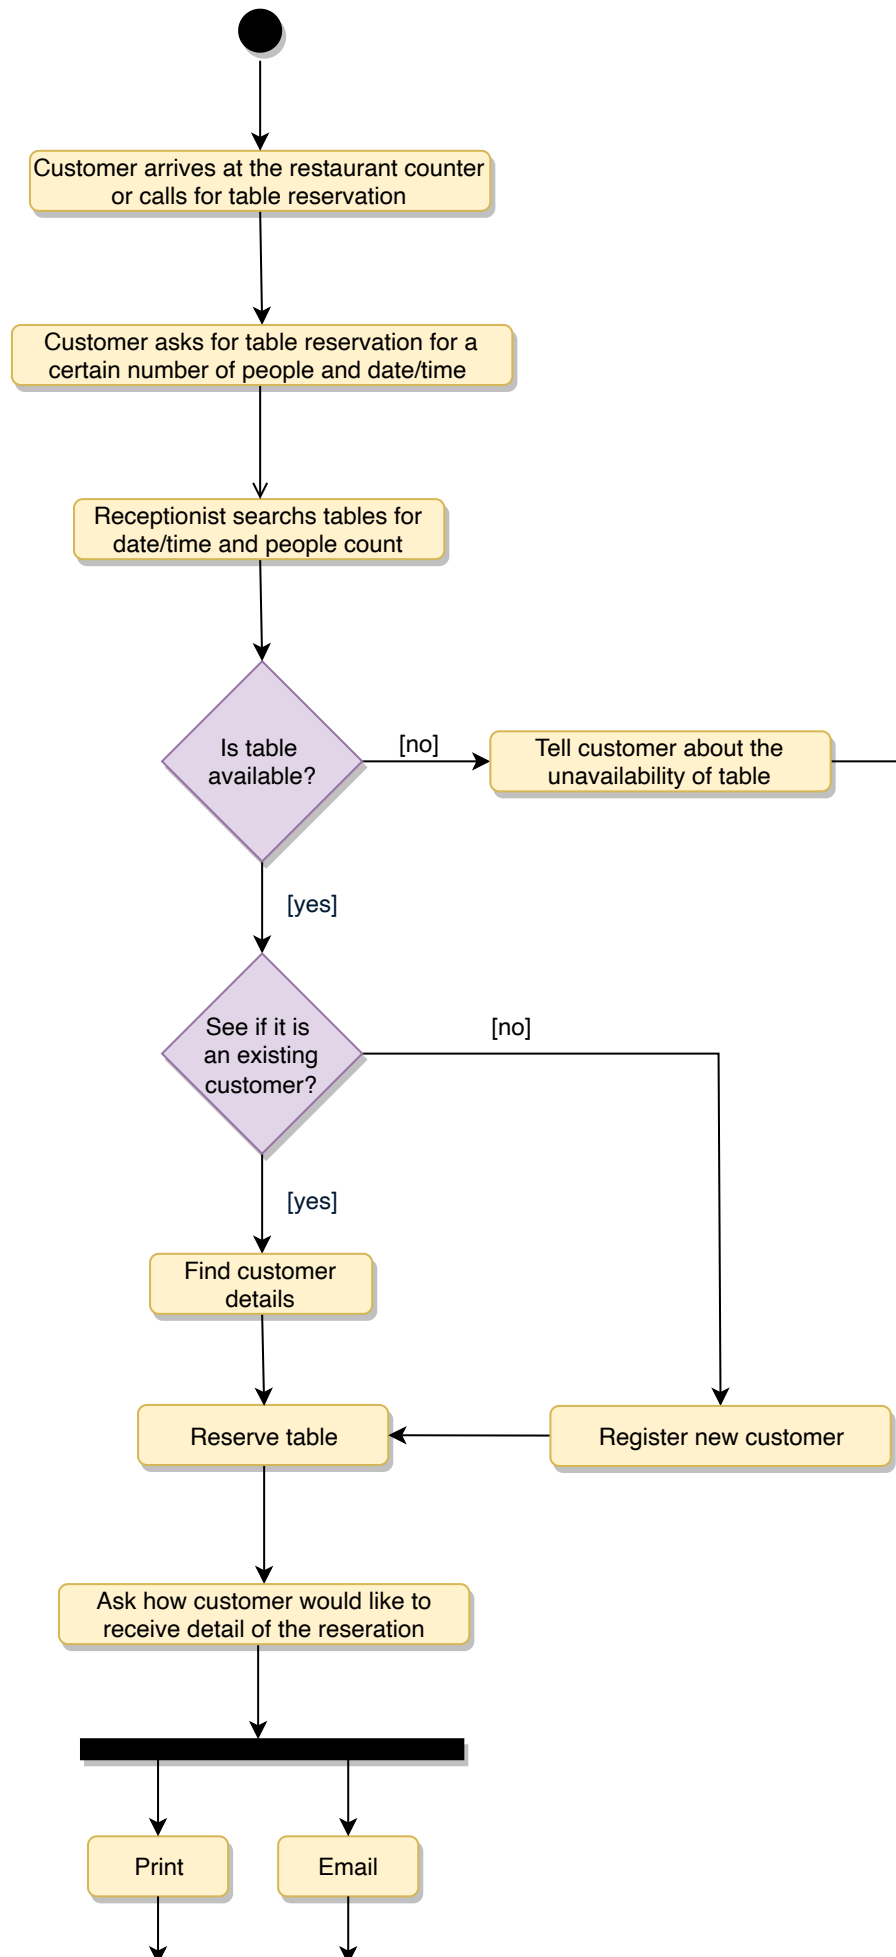 Customer arrives at the restaurant counter
or calls for table reservation
Customer asks for table reservation for a
certain number of people and date/time
Receptionist searchs tables for
date/time and people count
Is table
available?
[no]
Tell customer about the
unavailability of table
[yes]
See if it is
an existing
customer?
[no]
[yes]
Find customer
details
Reserve table
Register new customer
Ask how customer would like to
receive detail of the reseration
Print
Email